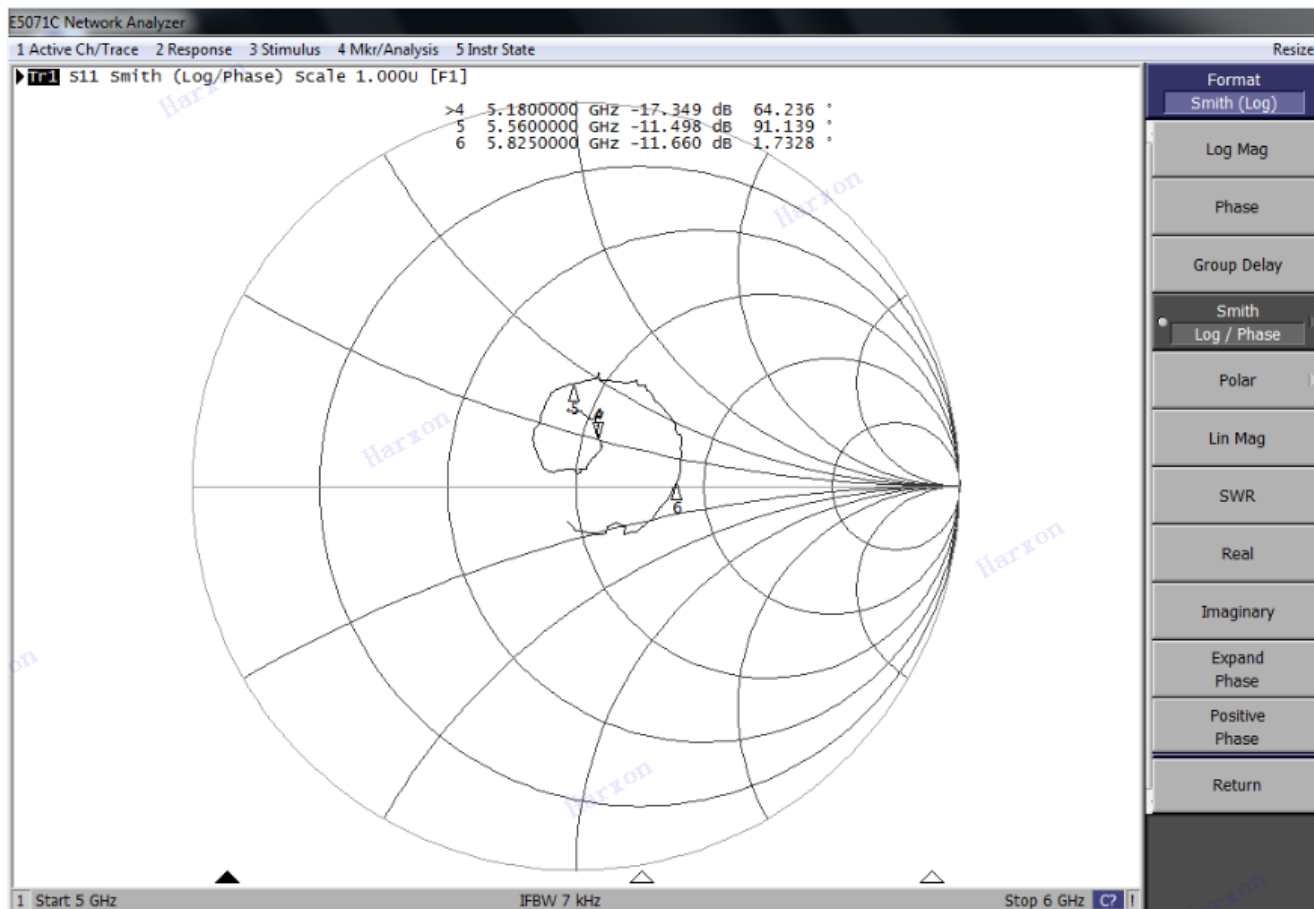 E5071C Network Analyzer
1 Active Ch/Trace 2 Response 3 Stimulus 4 Mkr/Analysis 5 Instr State Resize
Tr1 S11 Smith (Log/Phase) Scale 1.000U [F1]
>4 5.1800000 GHz -17.349 dB 64.236 °
5 5.5600000 GHz -11.498 dB 91.139 °
6 5.8250000 GHz -11.660 dB 1.7328 °
Harxon
Harxon
Harxon
Harxon
Harxon
Harxon
5
4
6
Format
Smith (Log)
Log Mag
Phase
Group Delay
Smith
Log / Phase
Polar
Lin Mag
SWR
Real
Imaginary
Expand
Phase
Positive
Phase
Return
1 Start 5 GHz IFBW 7 kHz Stop 6 GHz C? !